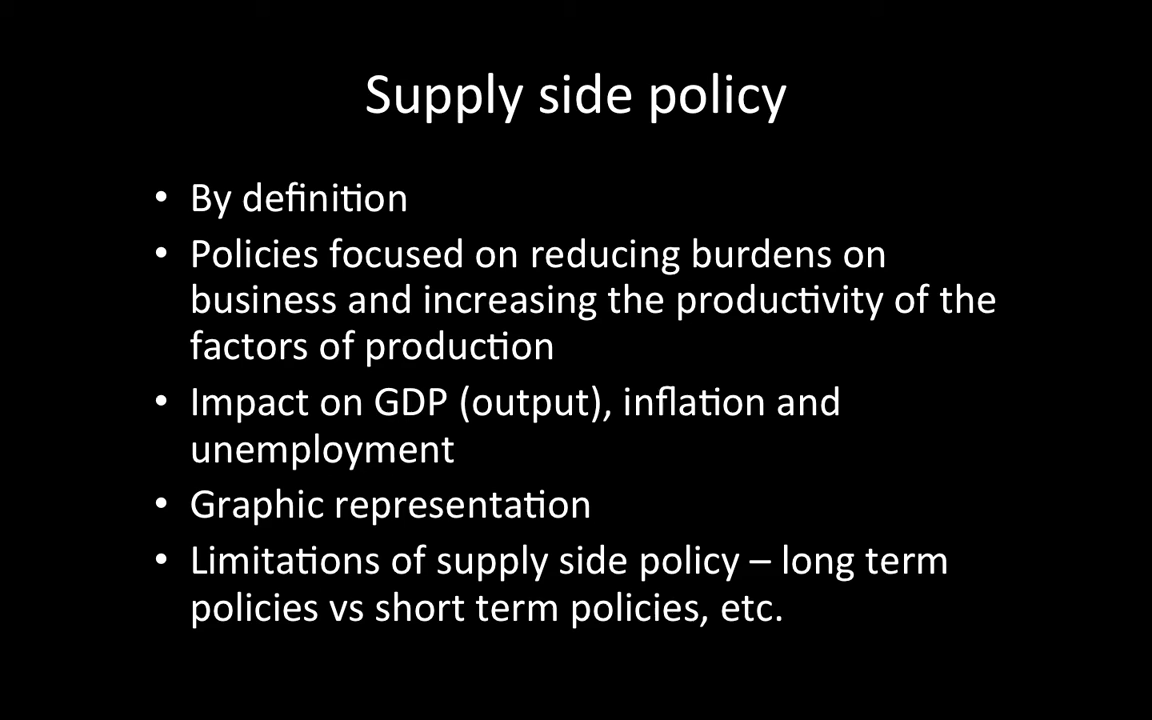 Supply side policy
• By definition
• Policies focused on reducing burdens on
business and increasing the productivity of the
factors of production
• Impact on GDP (output), inflation and
unemployment
• Graphic representation
• Limitations of supply side policy – long term
policies vs short term policies, etc.